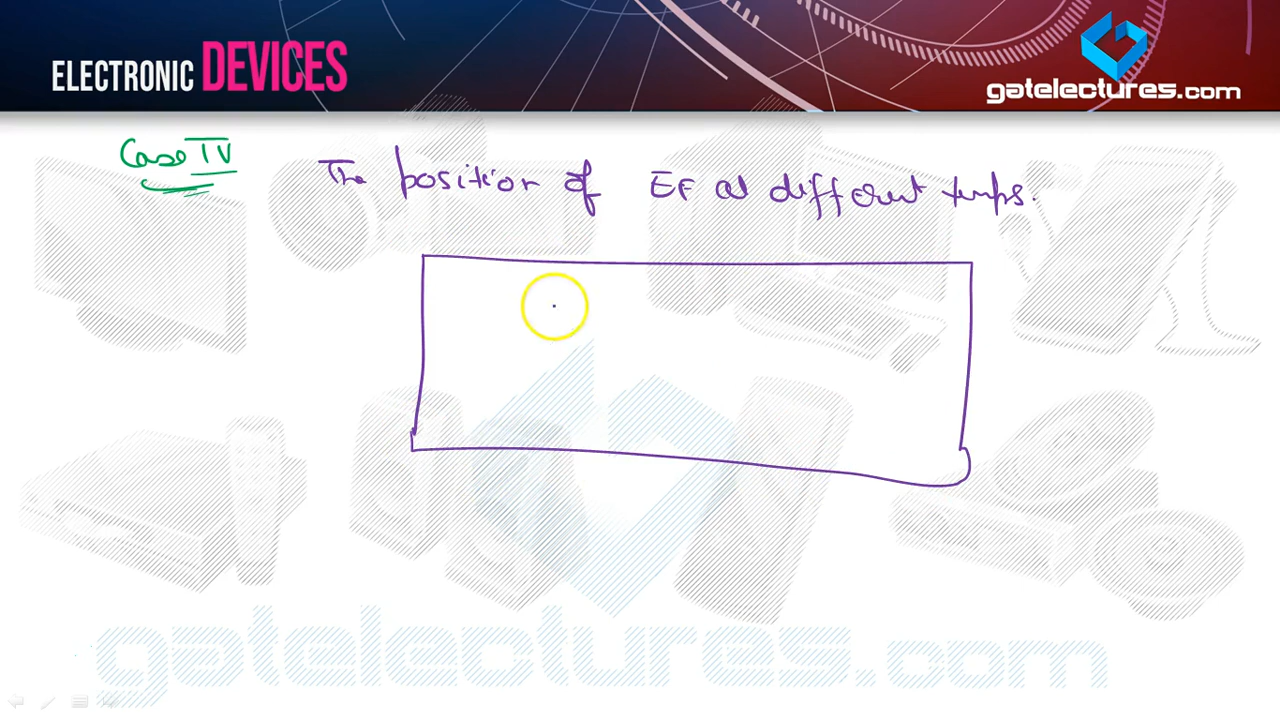 ELECTRONIC DEVICES
gatelectures.com
Case IV
The position of EF at different temps.
gatelectures.com